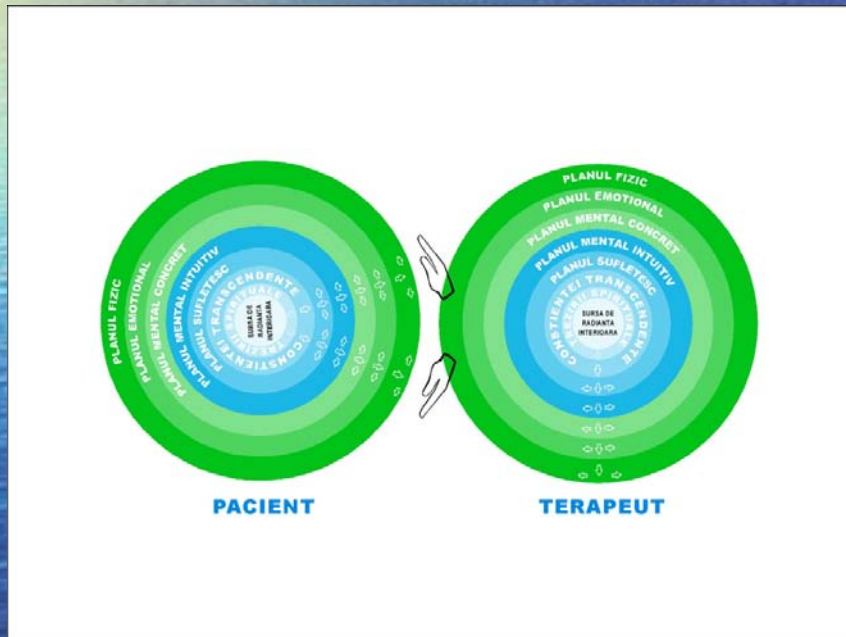 PLANUL FIZIC
PLANUL EMOTIONAL
PLANUL MENTAL CONCRET
PLANUL MENTAL INTUITIV
PLANUL SUFLETESC
CONSTIENTEI TRANSCENDENTE
SURSA DE
RADIANTA
INTERIOARA
PACIENT
PLANUL FIZIC
PLANUL EMOTIONAL
PLANUL MENTAL CONCRET
PLANUL MENTAL INTUITIV
PLANUL SUFLETESC
CONSTIENTEI TRANSCENDENTE
SURSA DE
RADIANTA
INTERIOARA
TERAPEUT